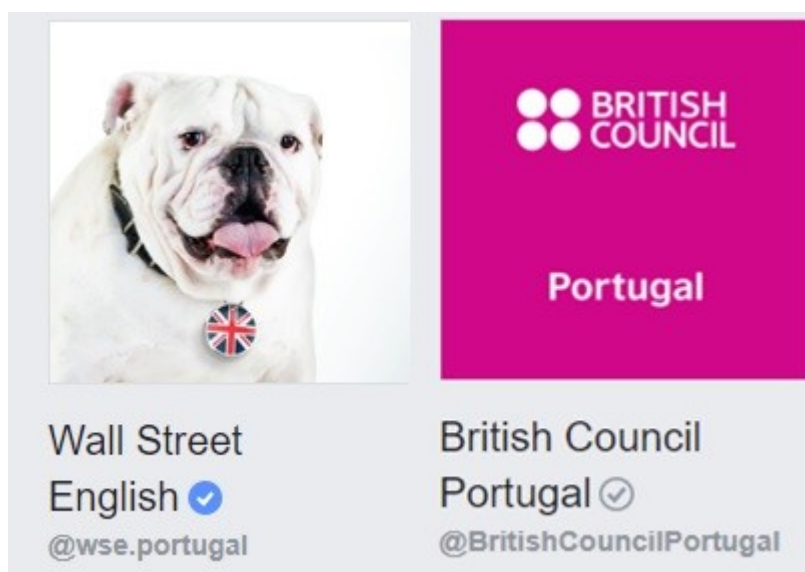 BRITISH
COUNCIL
Portugal
Wall Street
English
@wse.portugal
British Council
Portugal
@BritishCouncilPortugal